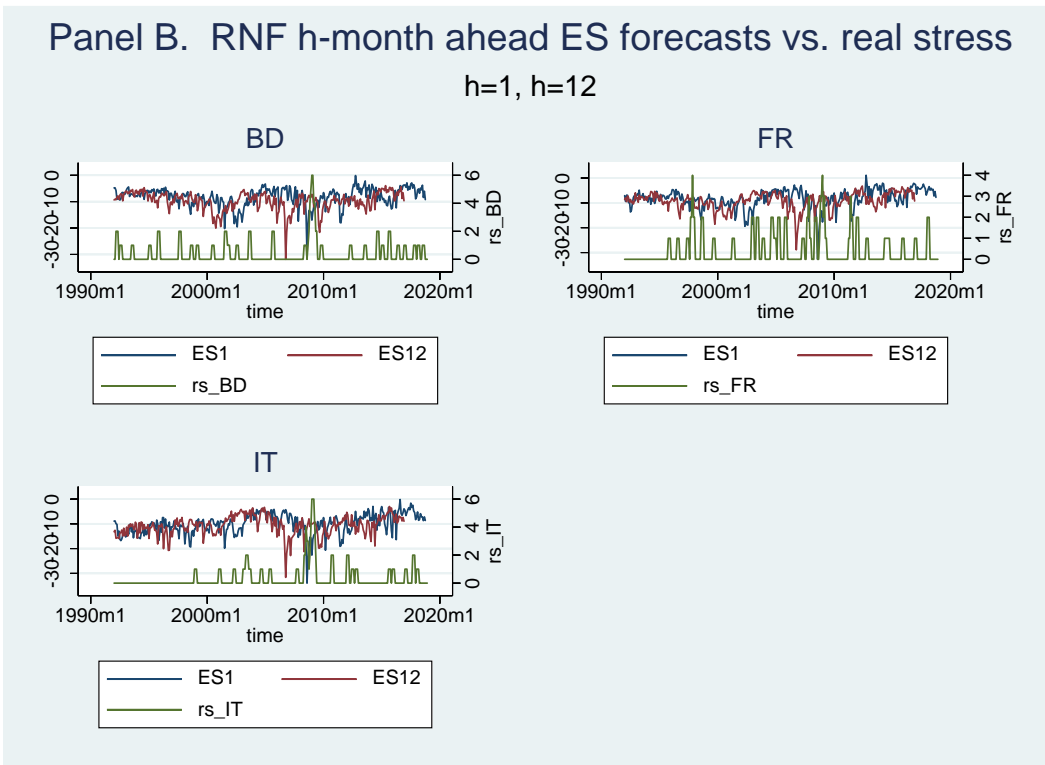 Panel B. RNF h-month ahead ES forecasts vs. real stress
h=1, h=12
BD
-30-20-10 0
0 2 4 6
rs_BD
1990m1 2000m1 2010m1 2020m1
time
ES1 ES12
rs_BD
FR
-30-20-10 0
0 1 2 3 4
rs_FR
1990m1 2000m1 2010m1 2020m1
time
ES1 ES12
rs_FR
IT
-30-20-10 0
0 2 4 6
rs_IT
1990m1 2000m1 2010m1 2020m1
time
ES1 ES12
rs_IT